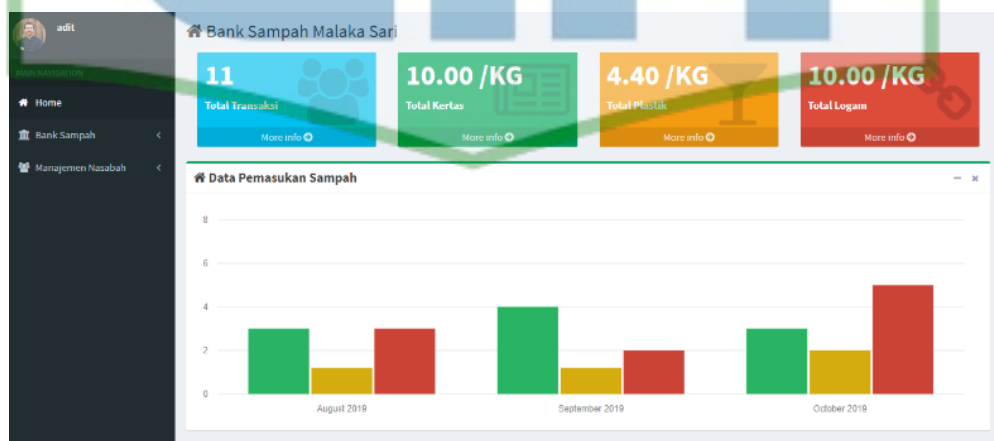 adit
Bank Sampah Malaka Sari
MAIN NAVIGATION
Home
Bank Sampah
Manajemen Nasabah
11
Total Transaksi
More info
10.00 /KG
Total Kertas
More info
4.40 /KG
Total Plastik
More info
10.00 /KG
Total Logam
More info
Data Pemasukan Sampah
8
6
4
2
0
August 2019
September 2019
October 2019